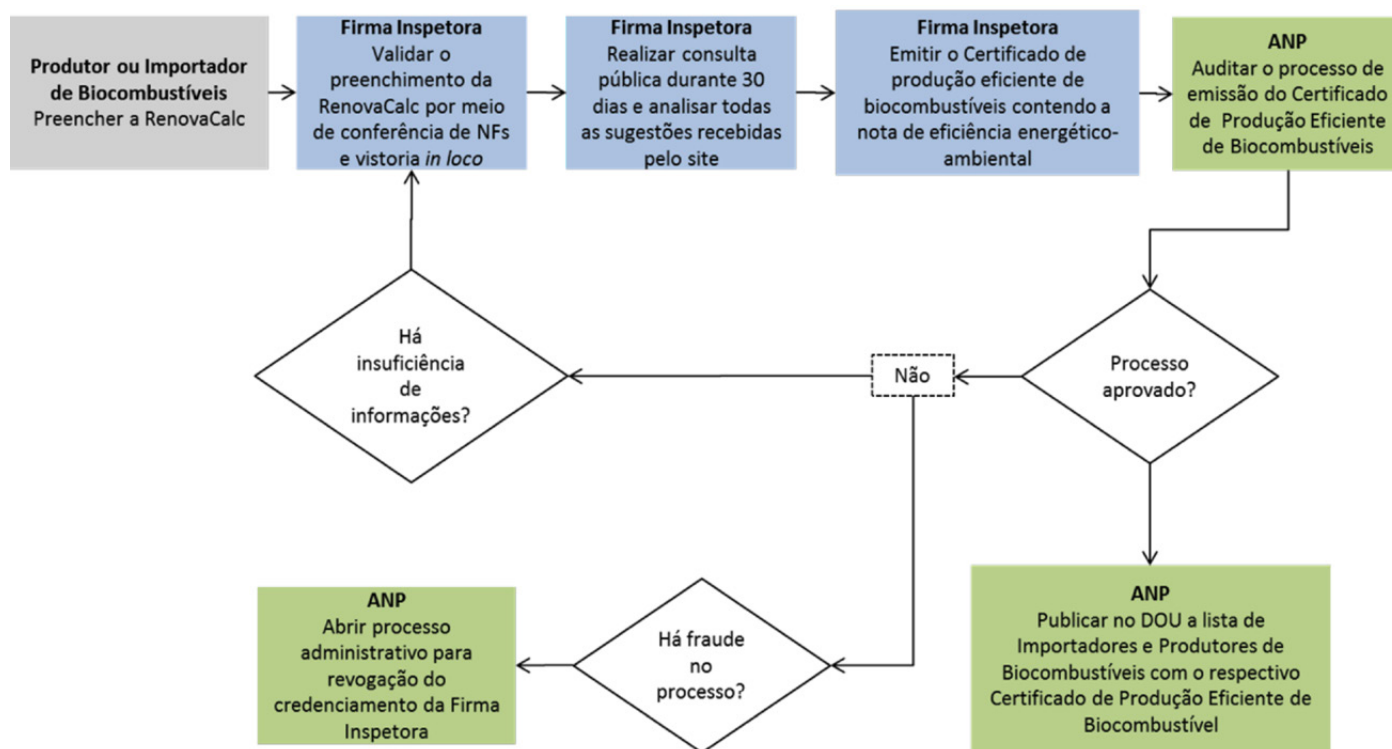 Produtor ou Importador
de Biocombustíveis
Preencher a RenovaCalc
Firma Inspetora
Validar o
preenchimento da
RenovaCalc por meio
de conferência de NFs
e vistoria in loco
Firma Inspetora
Realizar consulta
pública durante 30
dias e analisar todas
as sugestões recebidas
pelo site
Firma Inspetora
Emitir o Certificado de
produção eficiente de
biocombustíveis contendo a
nota de eficiência energético-
ambiental
ANP
Auditar o processo de
emissão do Certificado
de Produção Eficiente
de Biocombustíveis
Há
insuficiência
de
informações?
Não
Processo
aprovado?
ANP
Abrir processo
administrativo para
revogação do
credenciamento da Firma
Inspetora
Há fraude
no
processo?
ANP
Publicar no DOU a lista de
Importadores e Produtores de
Biocombustíveis com o respectivo
Certificado de Produção Eficiente de
Biocombustível